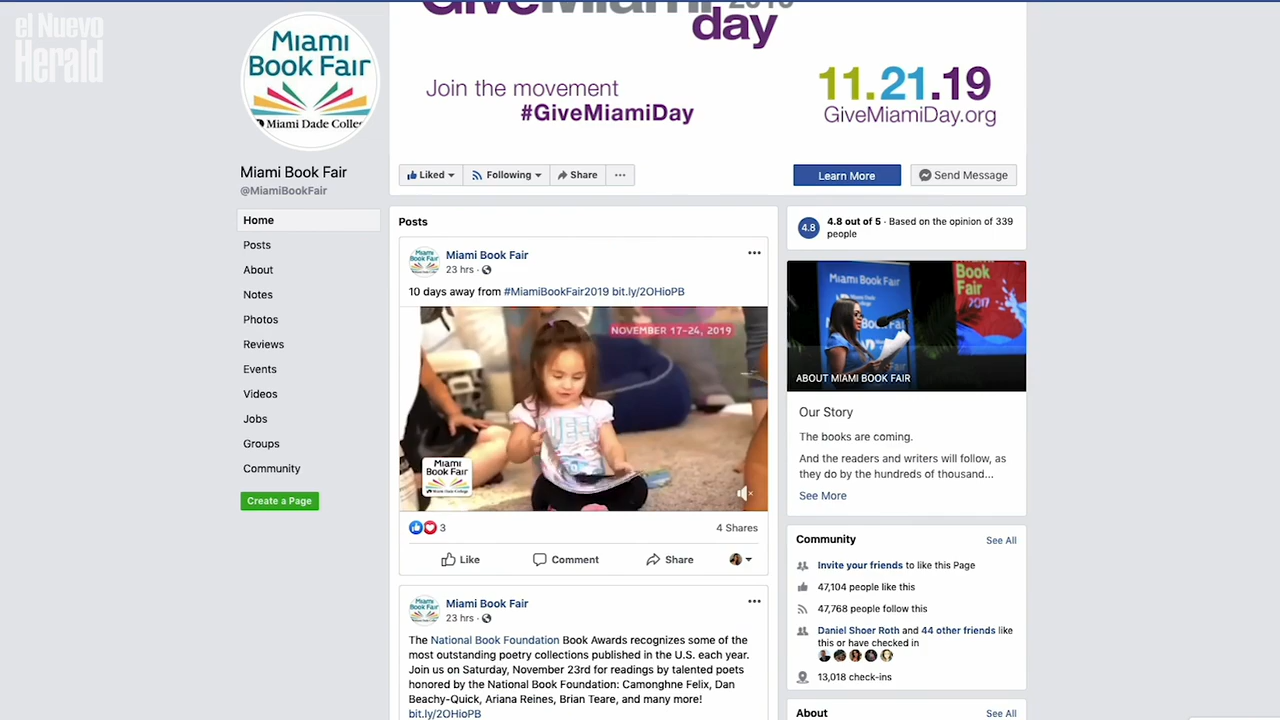 el Nuevo
Herald
Miami
Book Fair
Miami Dade College
GiveMiami 2019
day
Join the movement
#GiveMiamiDay
11.21.19
GiveMiamiDay.org
Miami Book Fair
@MiamiBookFair
Liked
Following
Share
Learn More
Send Message
Home
Posts
About
Notes
Photos
Reviews
Events
Videos
Jobs
Groups
Community
Create a Page
Posts
Miami Book Fair
23 hrs ·
10 days away from #MiamiBookFair2019 bit.ly/2OHioPB
NOVEMBER 17-24, 2019
Miami
Book Fair
Miami Dade College
3
4 Shares
Like
Comment
Share
Miami Book Fair
23 hrs ·
The National Book Foundation Book Awards recognizes some of the
most outstanding poetry collections published in the U.S. each year.
Join us on Saturday, November 23rd for readings by talented poets
honored by the National Book Foundation: Camonghne Felix, Dan
Beachy-Quick, Ariana Reines, Brian Teare, and many more!
bit.ly/2OHioPB
4.8
4.8 out of 5 · Based on the opinion of 339
people
Miami Book Fair
Book
Fair
2017
ABOUT MIAMI BOOK FAIR
Our Story
The books are coming.
And the readers and writers will follow, as
they do by the hundreds of thousand...
See More
Community
See All
Invite your friends to like this Page
47,104 people like this
47,768 people follow this
Daniel Shoer Roth and 44 other friends like
this or have checked in
13,018 check-ins
About
See All